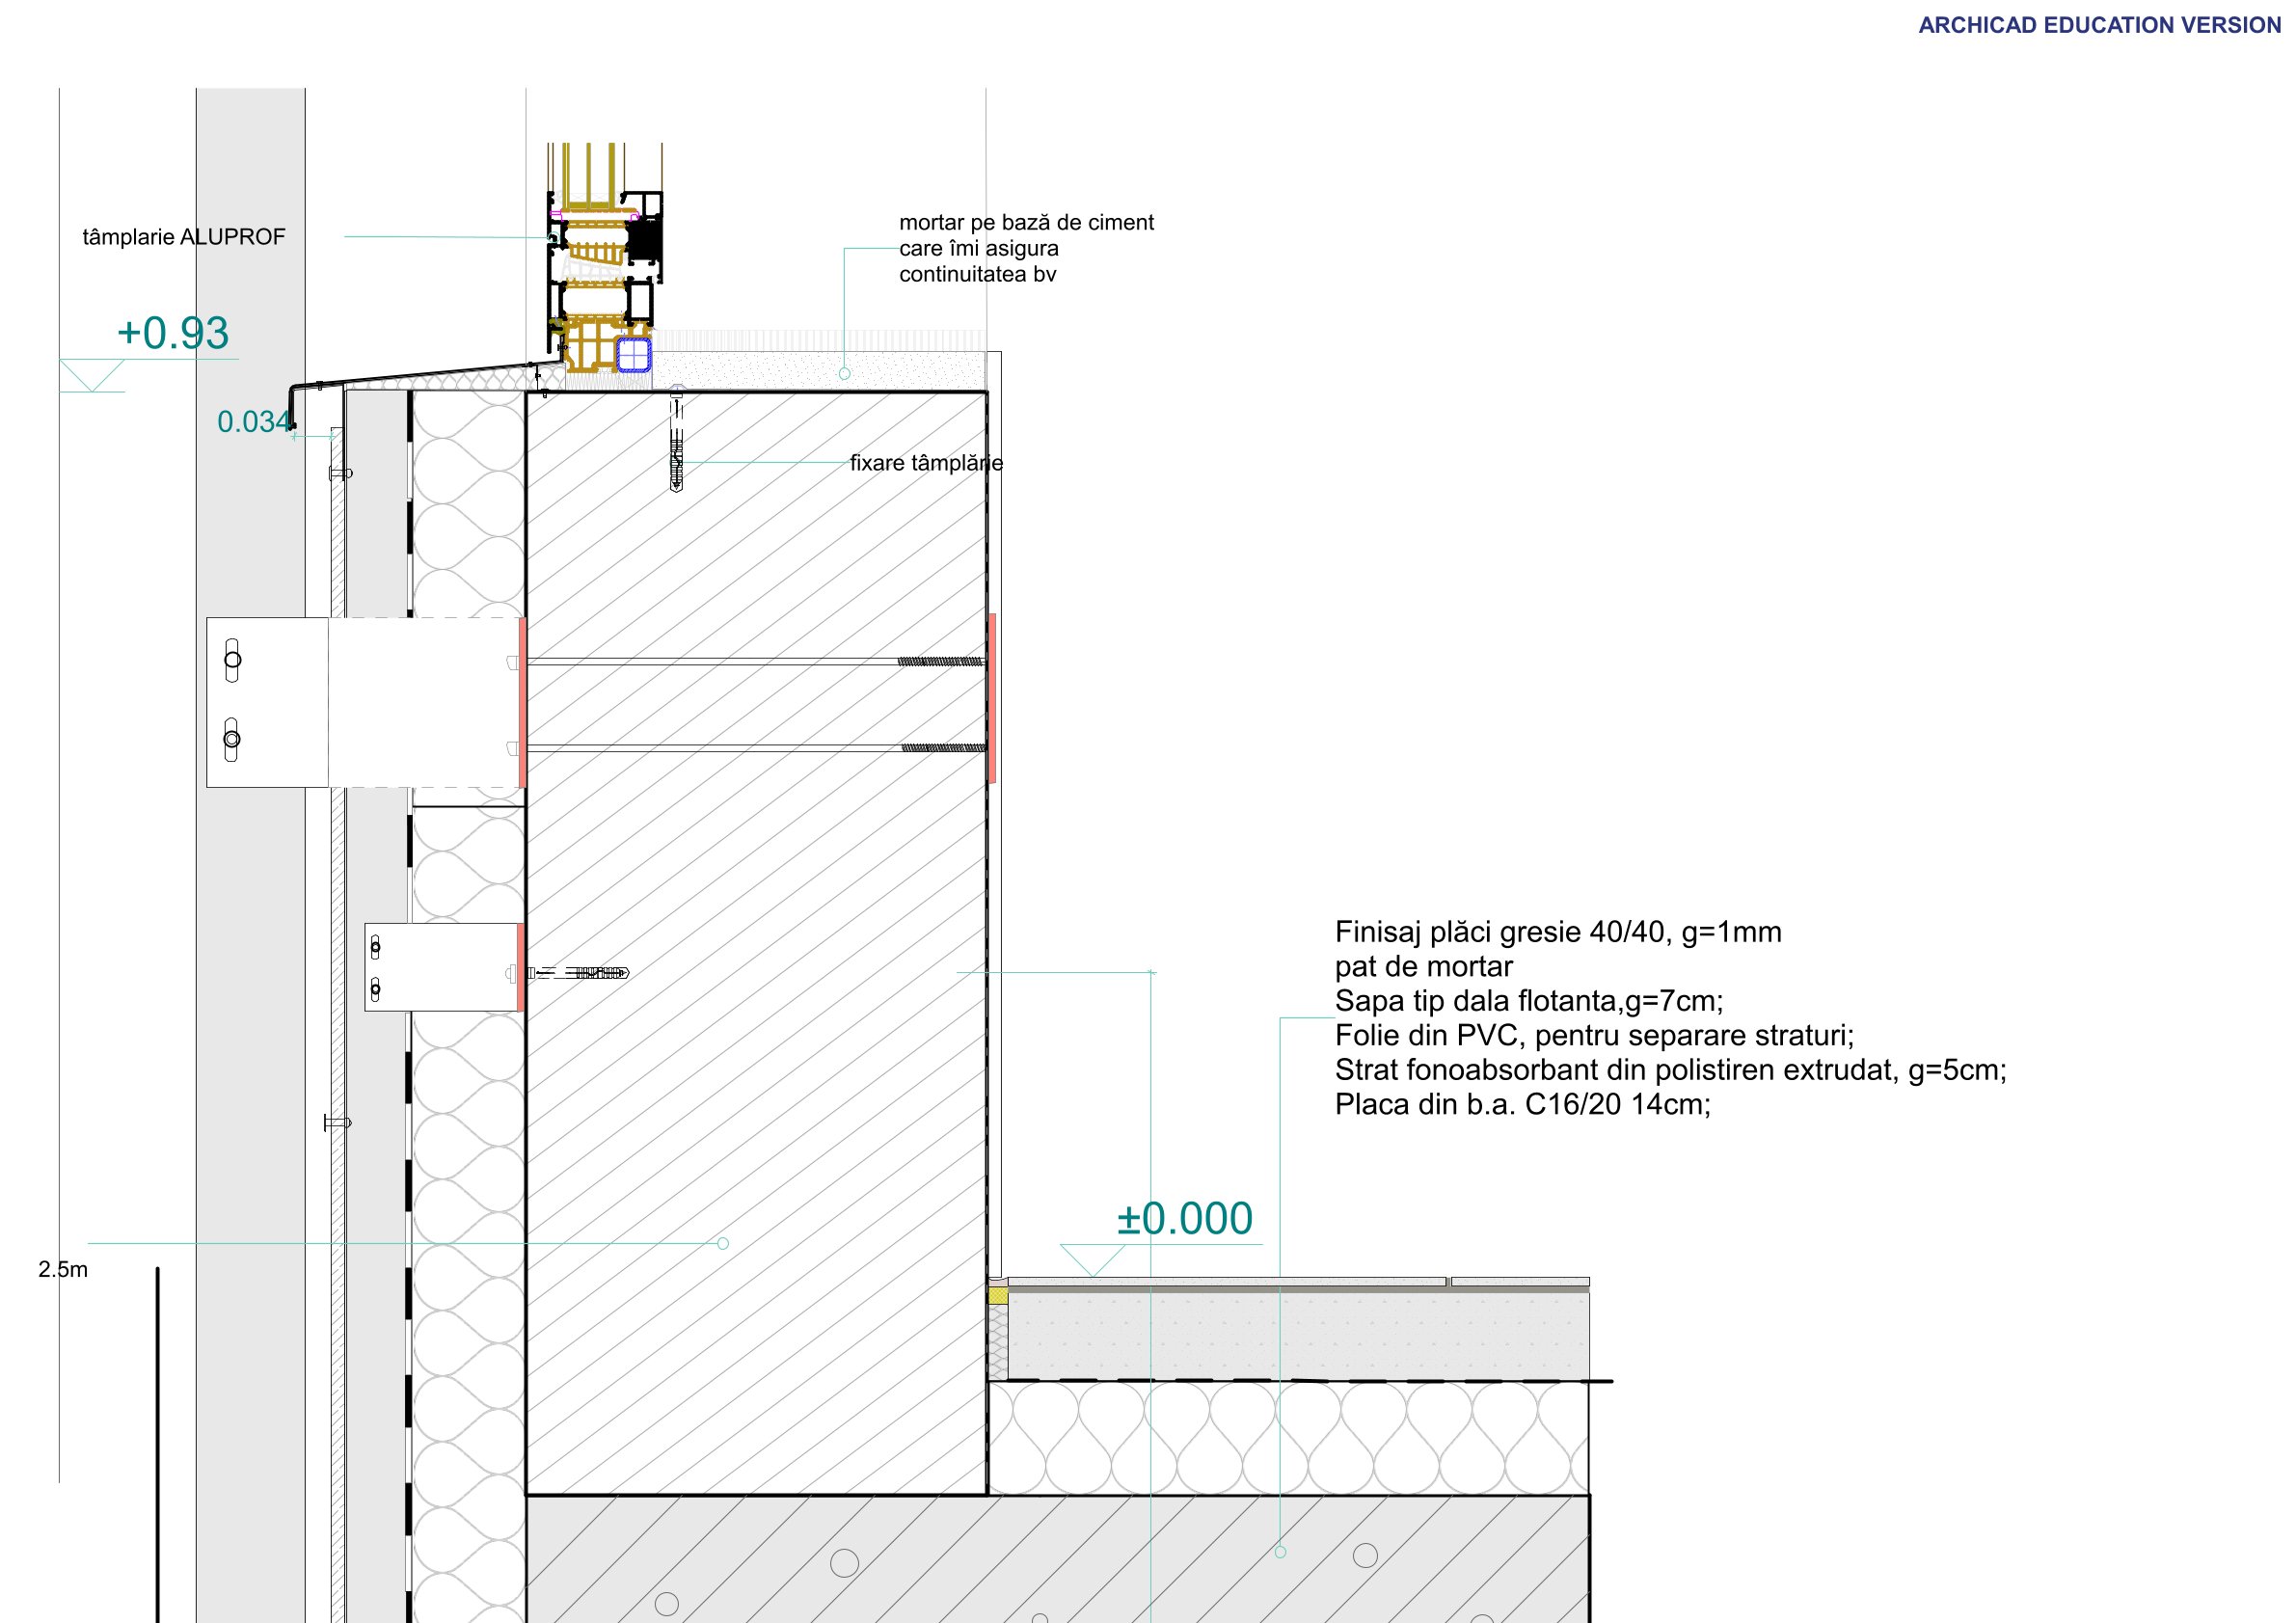 ARCHICAD EDUCATION VERSION
tâmplarie ALUPROF
mortar pe bază de ciment
care îmi asigura
continuitatea bv
+0.93
0.034
fixare tâmplărie
Finisaj plăci gresie 40/40, g=1mm
pat de mortar
Sapa tip dala flotanta,g=7cm;
Folie din PVC, pentru separare straturi;
Strat fonoabsorbant din polistiren extrudat, g=5cm;
Placa din b.a. C16/20 14cm;
±0.000
2.5m